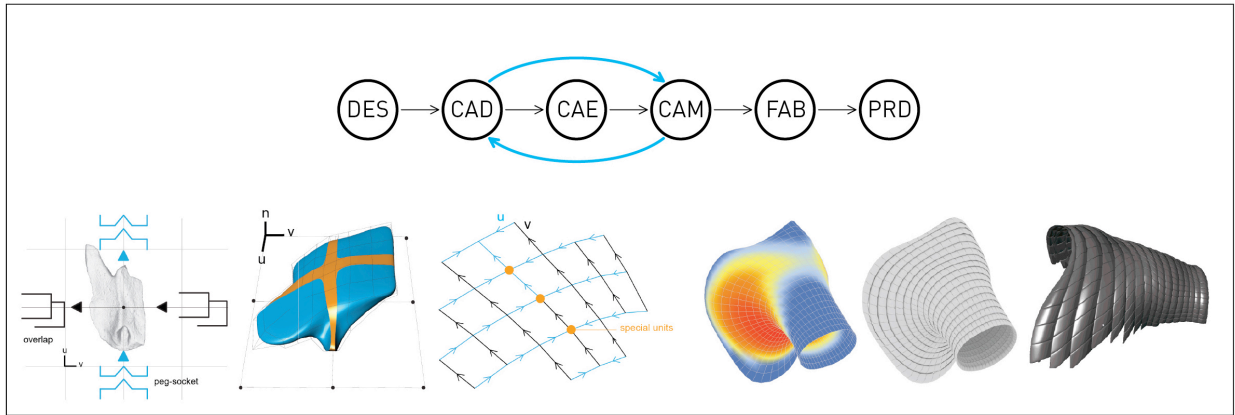 DES CAD CAE CAM FAB PRD
overlap
u
v
peg-socket
n
v
u
u
v
special units